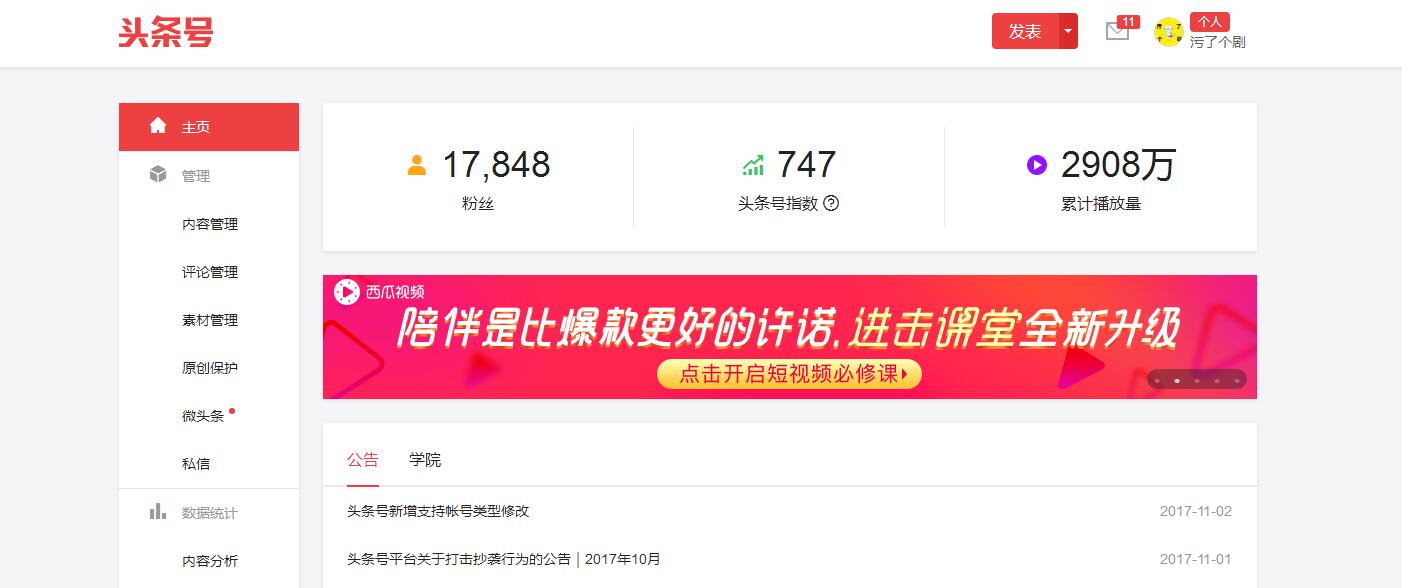 头条号
发表
11
个人
污了个剧
主页
管理
内容管理
评论管理
素材管理
原创保护
微头条
私信
数据统计
内容分析
17,848
粉丝
747
头条号指数 ?
2908万
累计播放量
西瓜视频
陪伴是比爆款更好的许诺,进击课堂全新升级
点击开启短视频必修课
公告 学院
头条号新增支持帐号类型修改 2017-11-02
头条号平台关于打击抄袭行为的公告｜2017年10月 2017-11-01